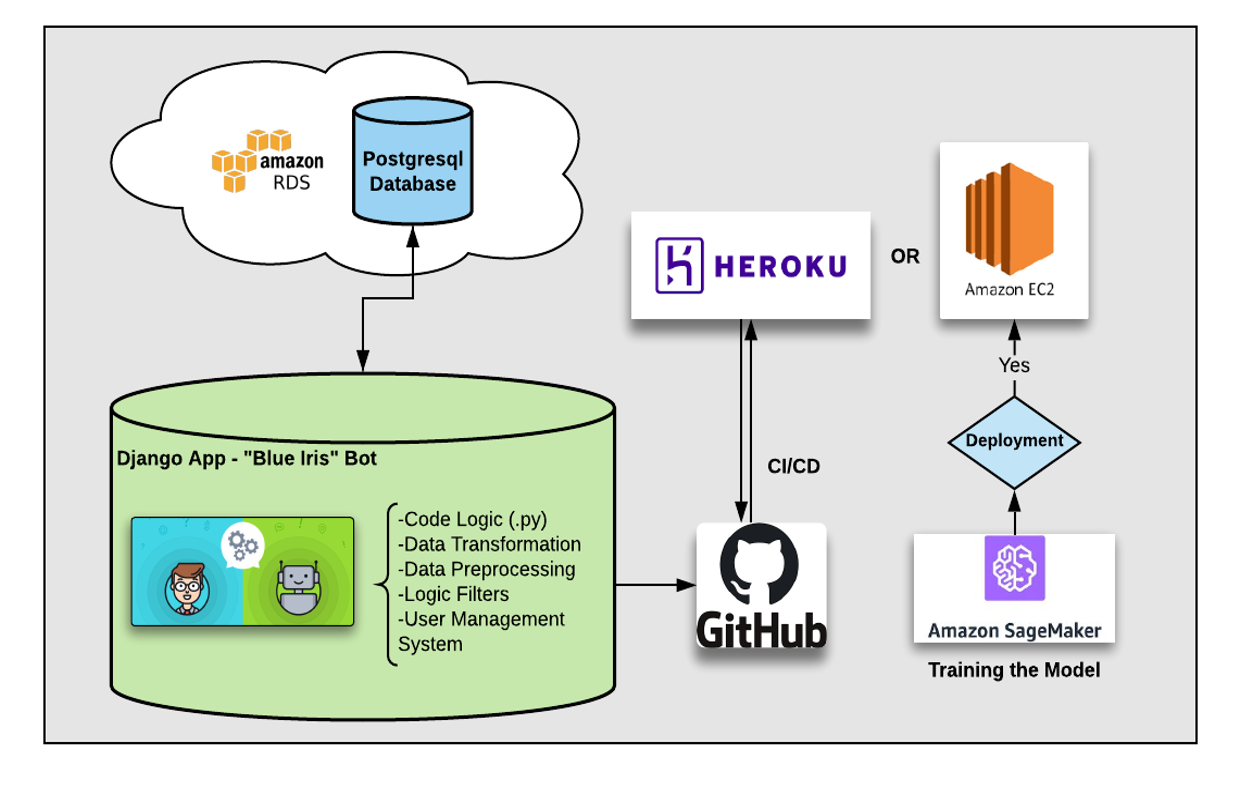 amazon
RDS
Postgresql
Database
HEROKU
OR
Amazon EC2
Yes
Deployment
Django App - "Blue Iris" Bot
CI/CD
-Code Logic (.py)
-Data Transformation
-Data Preprocessing
-Logic Filters
-User Management
System
GitHub
Amazon SageMaker
Training the Model